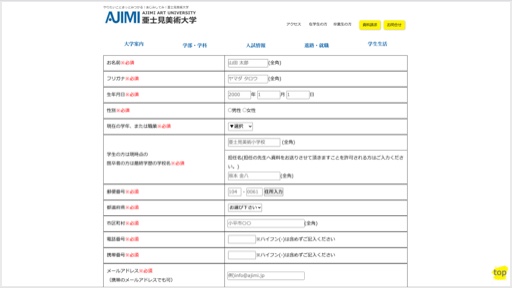 AJIMI AJIMI ART UNIVERSITY
亜士見美術大学
アクセス 在学生の方 卒業生の方 資料請求 お問合せ
大学案内 学部・学科 入試情報 進路・就職 学生生活
お名前※必須 山田 太郎 (全角)
フリガナ※必須 ヤマダ タロウ (全角)
生年月日※必須 2000 年 1 月 1 日
性別※必須 ○男性 ○女性
現在の学年、または職業※必須 ▼選択
学生の方は現時点の
既卒者の方は最終学歴の学校名※必須
亜士見美術小学校 (全角)
担任名(担任の先生へ資料をお送りさせて頂きますことを許可される方はご入力ください。)
坂本 金八 (全角)
郵便番号※必須 104 - 0061 住所入力
都道府県※必須 お選び下さい
市区町村※必須 小平市〇〇 (全角)
電話番号※必須 ※ハイフン(-)は含めずご記入ください
携帯番号※必須 ※ハイフン(-)は含めずご記入ください
メールアドレス※必須
(携帯のメールアドレスでも可)
例)info@ajimi.jp
top